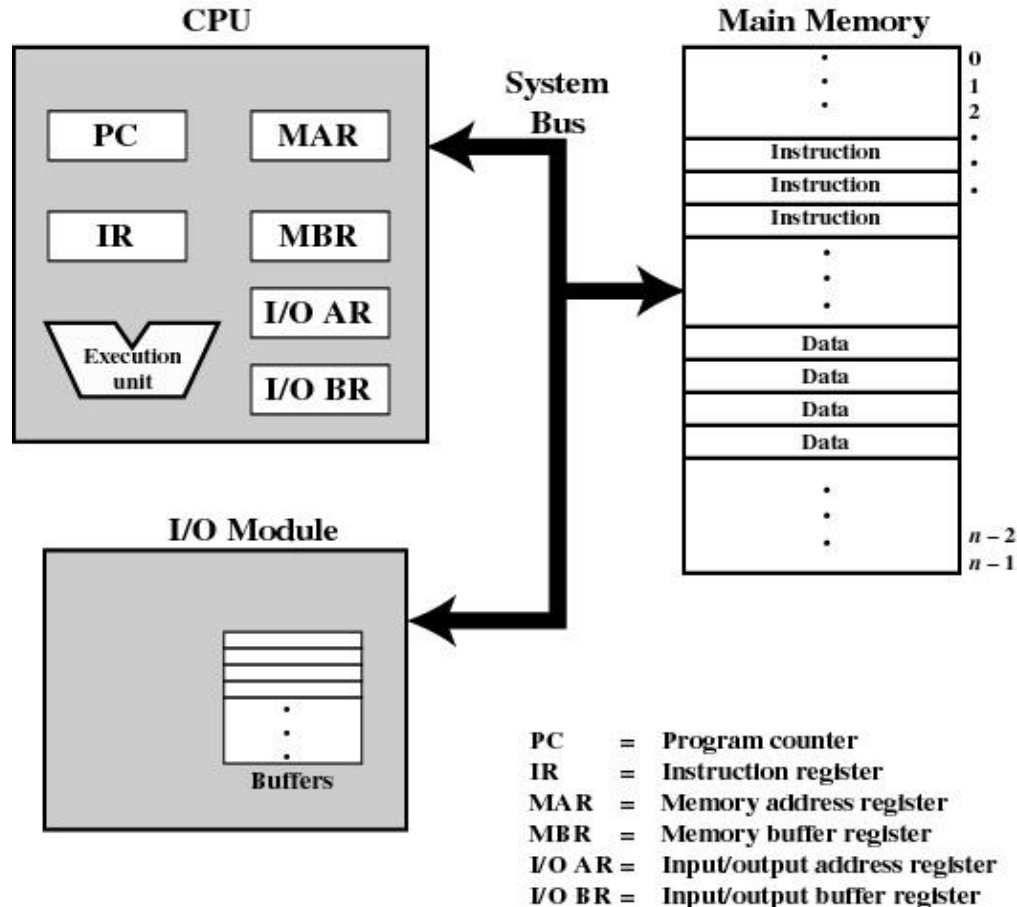 CPU
PC
MAR
IR
MBR
I/O AR
I/O BR
Execution
unit
System
Bus
Main Memory
0
1
2
Instruction
Instruction
Instruction
Data
Data
Data
Data
n – 2
n – 1
I/O Module
Buffers
PC = Program counter
IR = Instruction register
MAR = Memory address register
MBR = Memory buffer register
I/O AR = Input/output address register
I/O BR = Input/output buffer register